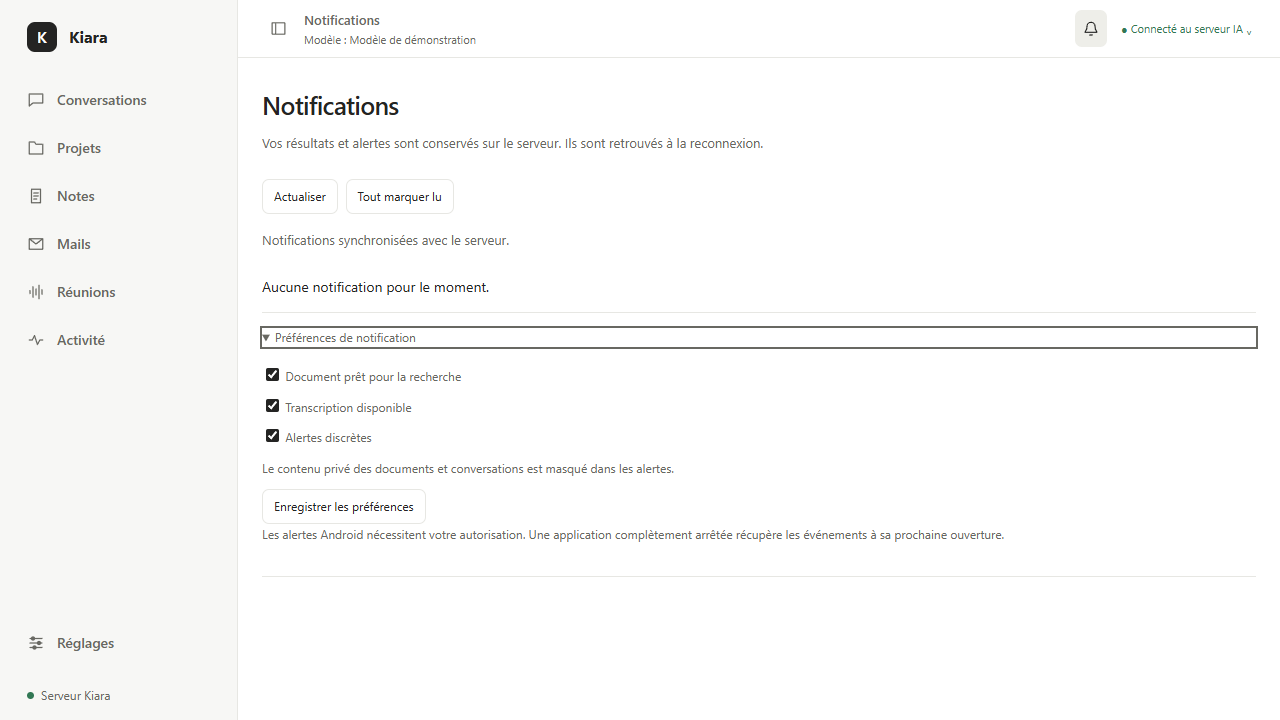 K Kiara
Conversations
Projets
Notes
Mails
Réunions
Activité
Réglages
Serveur Kiara
Notifications
Modèle : Modèle de démonstration
Connecté au serveur IA
Notifications
Vos résultats et alertes sont conservés sur le serveur. Ils sont retrouvés à la reconnexion.
Actualiser Tout marquer lu
Notifications synchronisées avec le serveur.
Aucune notification pour le moment.
Préférences de notification
Document prêt pour la recherche
Transcription disponible
Alertes discrètes
Le contenu privé des documents et conversations est masqué dans les alertes.
Enregistrer les préférences
Les alertes Android nécessitent votre autorisation. Une application complètement arrêtée récupère les événements à sa prochaine ouverture.